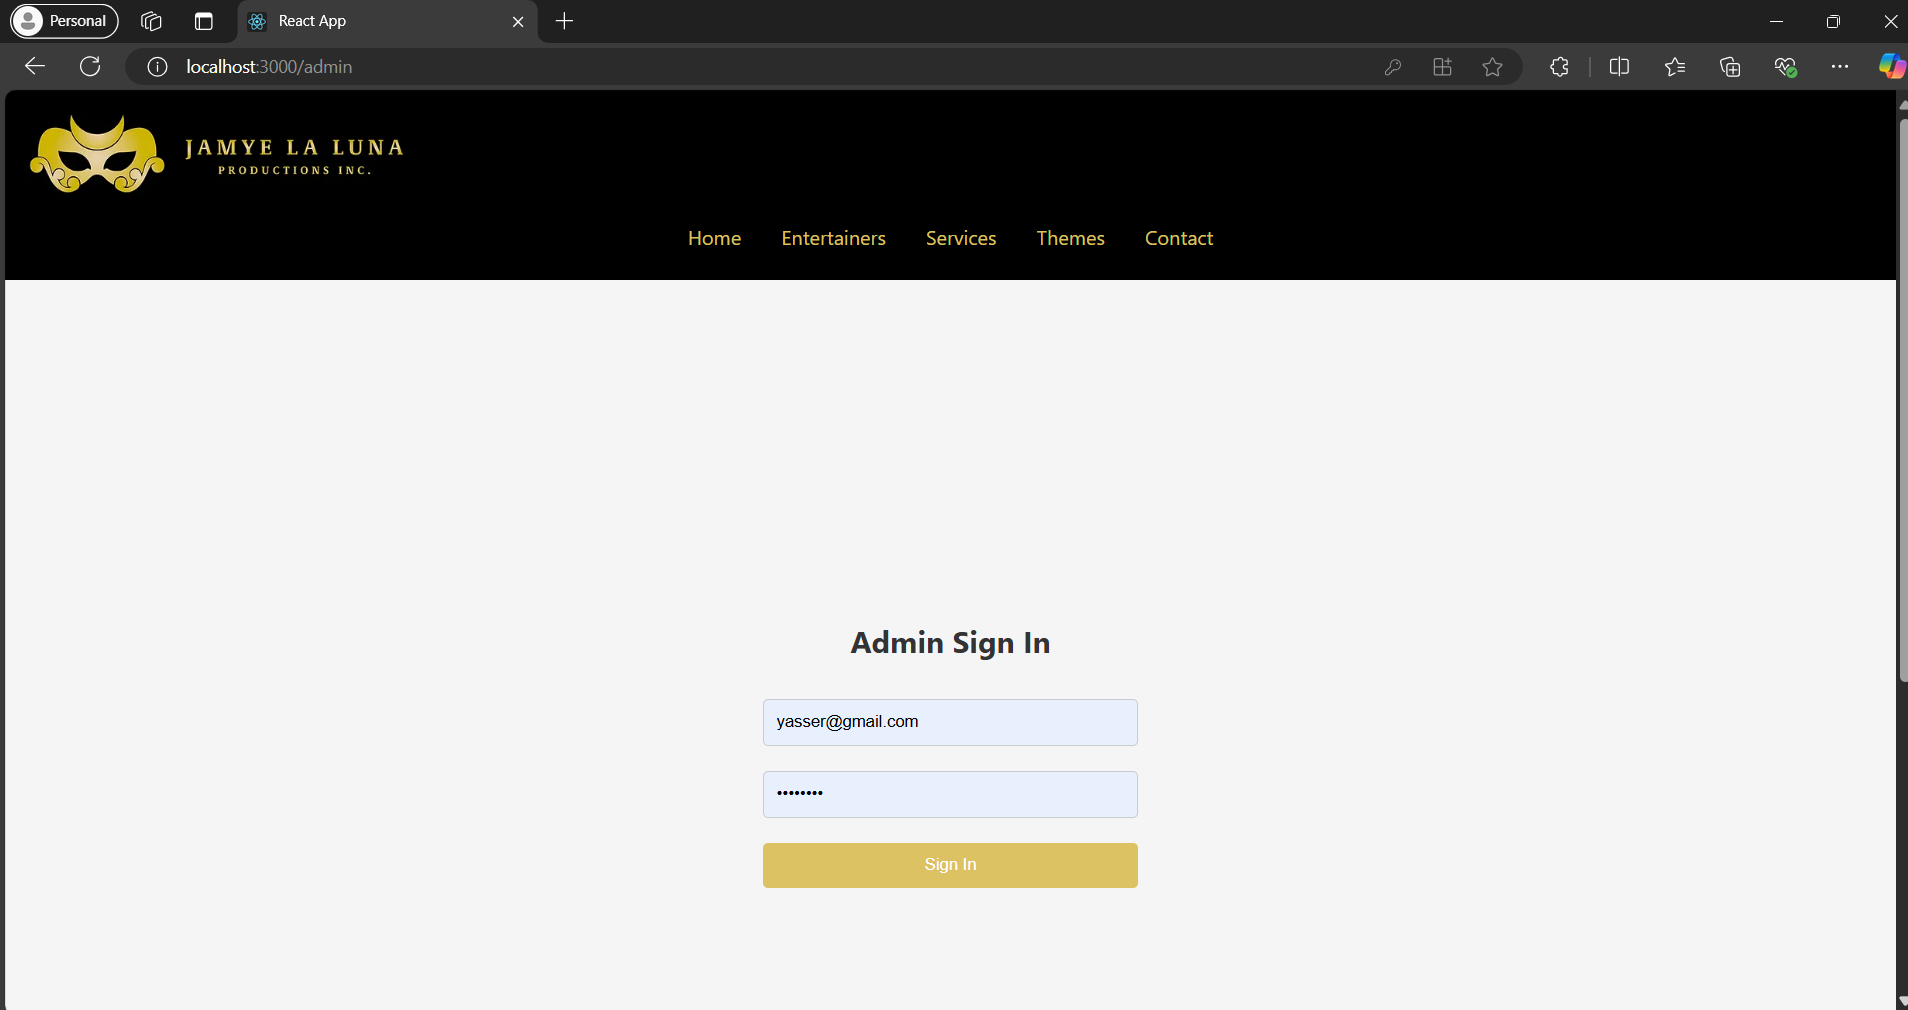 Personal
React App
localhost:3000/admin
JAMYE LA LUNA
PRODUCTIONS INC.
Home Entertainers Services Themes Contact
Admin Sign In
yasser@gmail.com
••••••••
Sign In